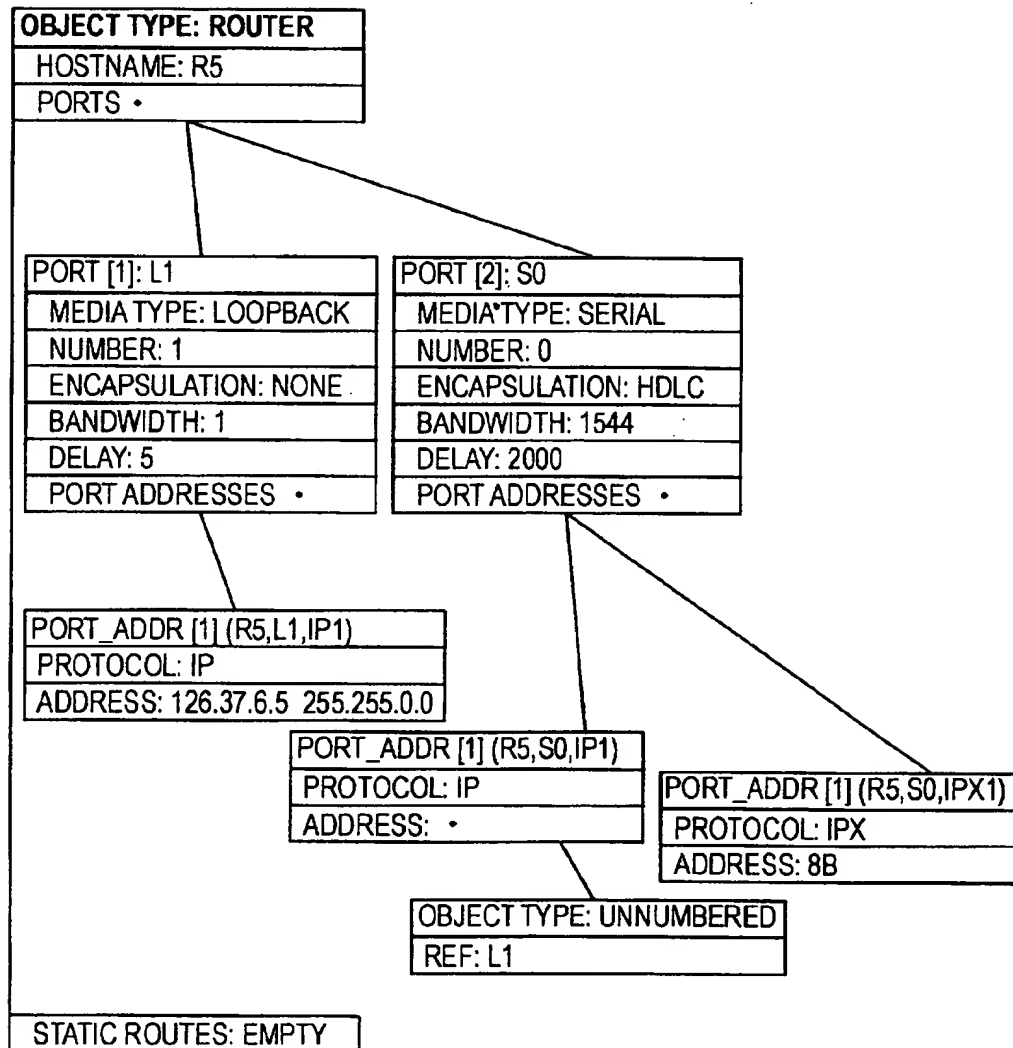 OBJECT TYPE: ROUTER
HOSTNAME: R5
PORTS •
PORT [1]: L1
MEDIA TYPE: LOOPBACK
NUMBER: 1
ENCAPSULATION: NONE
BANDWIDTH: 1
DELAY: 5
PORT ADDRESSES •
PORT [2]: S0
MEDIA TYPE: SERIAL
NUMBER: 0
ENCAPSULATION: HDLC
BANDWIDTH: 1544
DELAY: 2000
PORT ADDRESSES •
PORT_ADDR [1] (R5,L1,IP1)
PROTOCOL: IP
ADDRESS: 126.37.6.5 255.255.0.0
PORT_ADDR [1] (R5,S0,IP1)
PROTOCOL: IP
ADDRESS: •
PORT_ADDR [1] (R5,S0,IPX1)
PROTOCOL: IPX
ADDRESS: 8B
OBJECT TYPE: UNNUMBERED
REF: L1
STATIC ROUTES: EMPTY